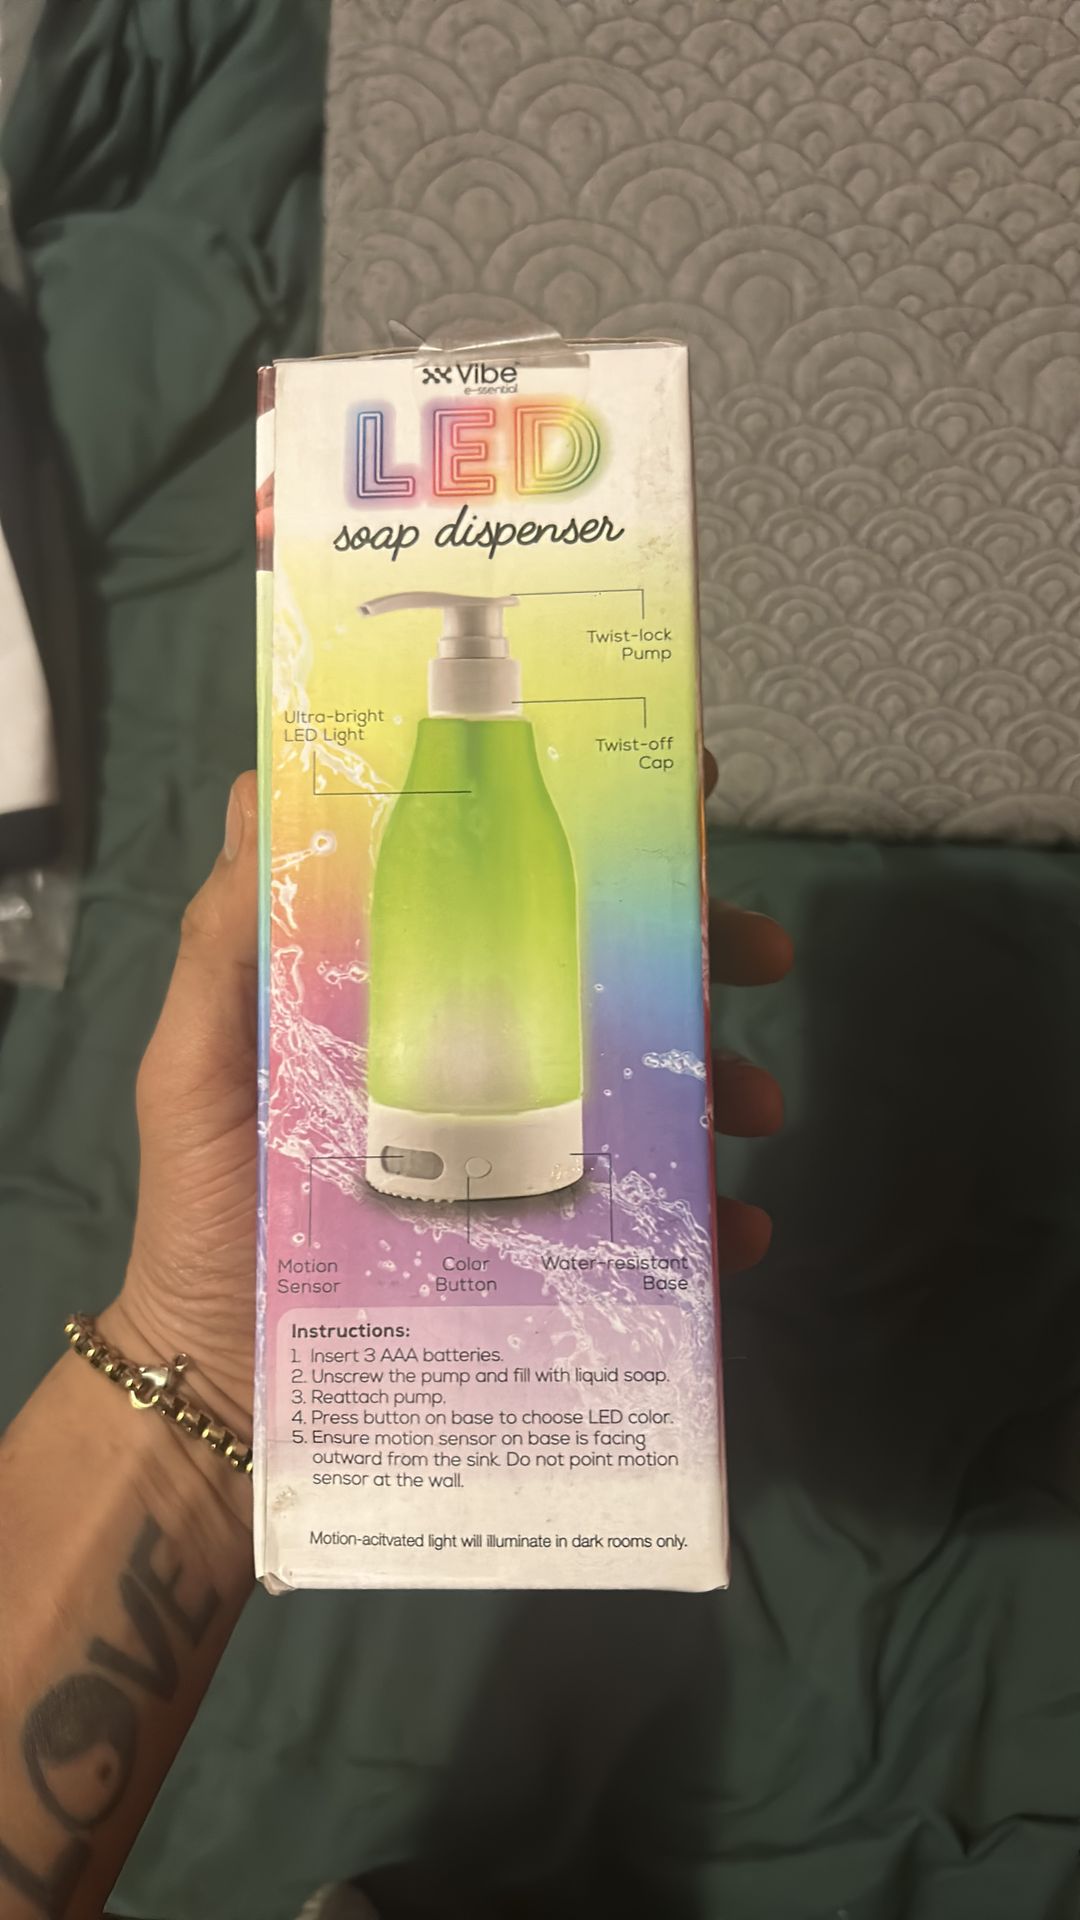 Vibe
e-ssential
LED
soap dispenser
Twist-lock
Pump
Ultra-bright
LED Light
Twist-off
Cap
Motion
Sensor
Color
Button
Water-resistant
Base
Instructions:
1. Insert 3 AAA batteries.
2. Unscrew the pump and fill with liquid soap.
3. Reattach pump.
4. Press button on base to choose LED color.
5. Ensure motion sensor on base is facing
outward from the sink. Do not point motion
sensor at the wall.
Motion-acitvated light will illuminate in dark rooms only.
LOVE